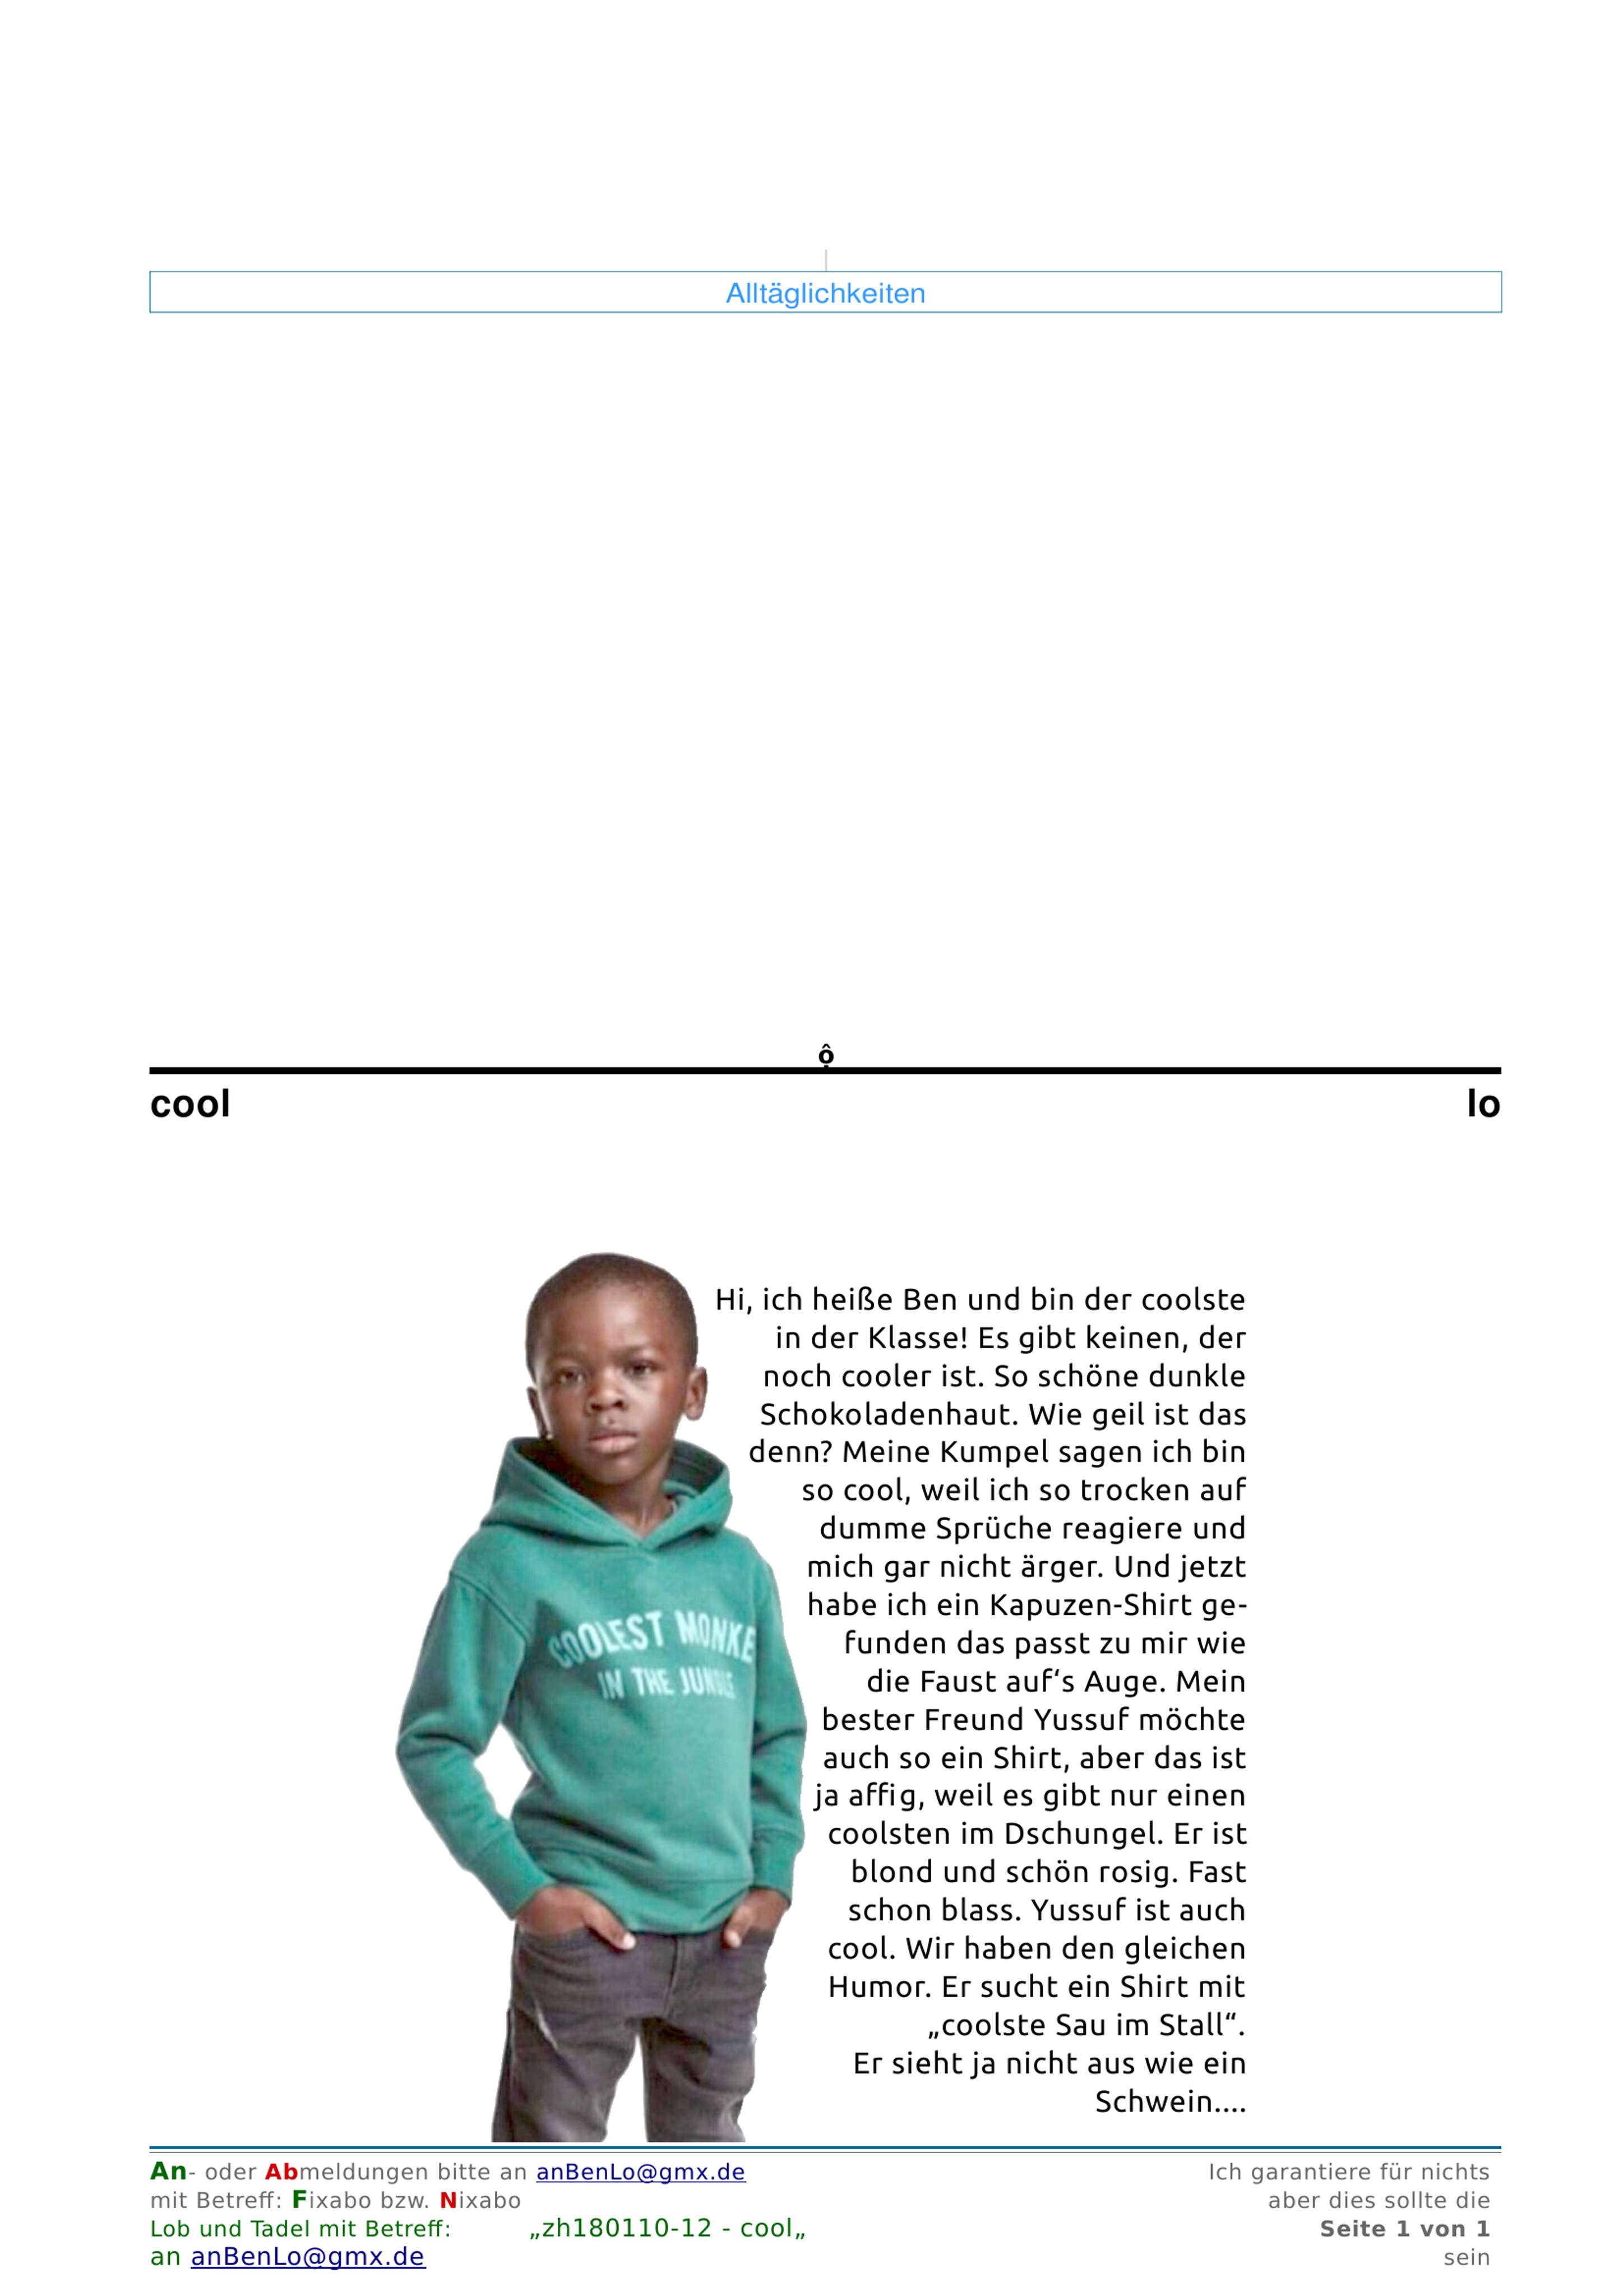 Alltäglichkeiten
ộ
cool lo
Hi, ich heiße Ben und bin der coolste
in der Klasse! Es gibt keinen, der
noch cooler ist. So schöne dunkle
Schokoladenhaut. Wie geil ist das
denn? Meine Kumpel sagen ich bin
so cool, weil ich so trocken auf
dumme Sprüche reagiere und
mich gar nicht ärger. Und jetzt
habe ich ein Kapuzen-Shirt ge-
funden das passt zu mir wie
die Faust auf‘s Auge. Mein
bester Freund Yussuf möchte
auch so ein Shirt, aber das ist
ja affig, weil es gibt nur einen
coolsten im Dschungel. Er ist
blond und schön rosig. Fast
schon blass. Yussuf ist auch
cool. Wir haben den gleichen
Humor. Er sucht ein Shirt mit
„coolste Sau im Stall“.
Er sieht ja nicht aus wie ein
Schwein....
COOLEST MONKE
IN THE JUNGLE
An- oder Abmeldungen bitte an anBenLo@gmx.de
mit Betreff: Fixabo bzw. Nixabo
Lob und Tadel mit Betreff: „zh180110-12 - cool„
an anBenLo@gmx.de
Ich garantiere für nichts
aber dies sollte die
Seite 1 von 1
sein